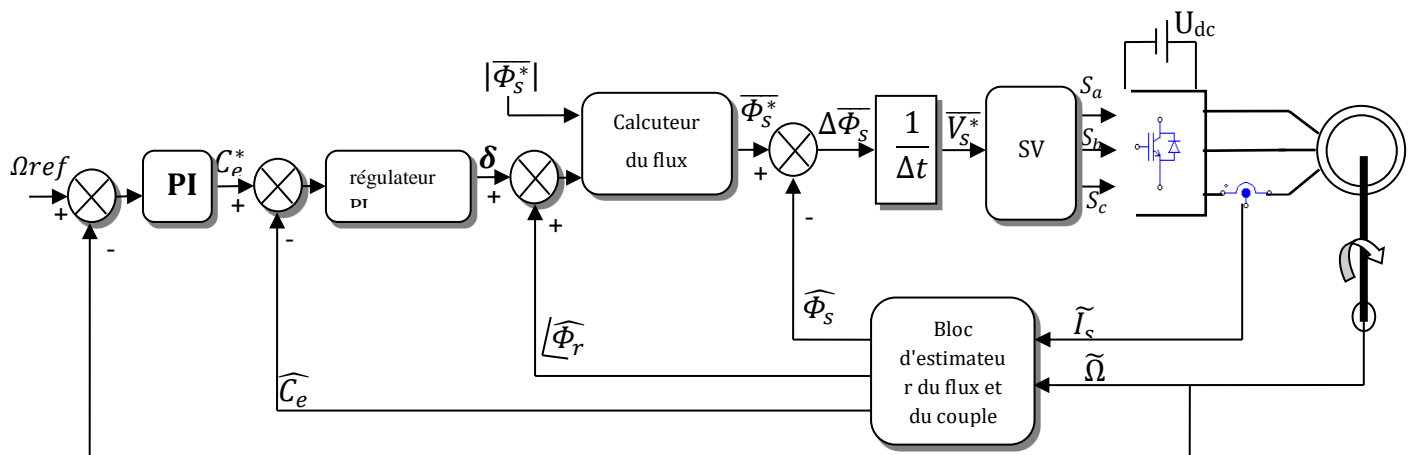 U_dc
|Φ_s^*|
Calcuteur
du flux
Φ_s^*
ΔΦ_s
1
Δt
V_s^*
SV
S_a
S_b
S_c
Ωref
+
-
PI
C_e^*
+
-
régulateur
PI
δ
+
+
+
-
Φ̂_s
∠Φ̂_r
Ĉ_e
Bloc
d'estimateu
r du flux et
du couple
Ĩ_s
Ω̃